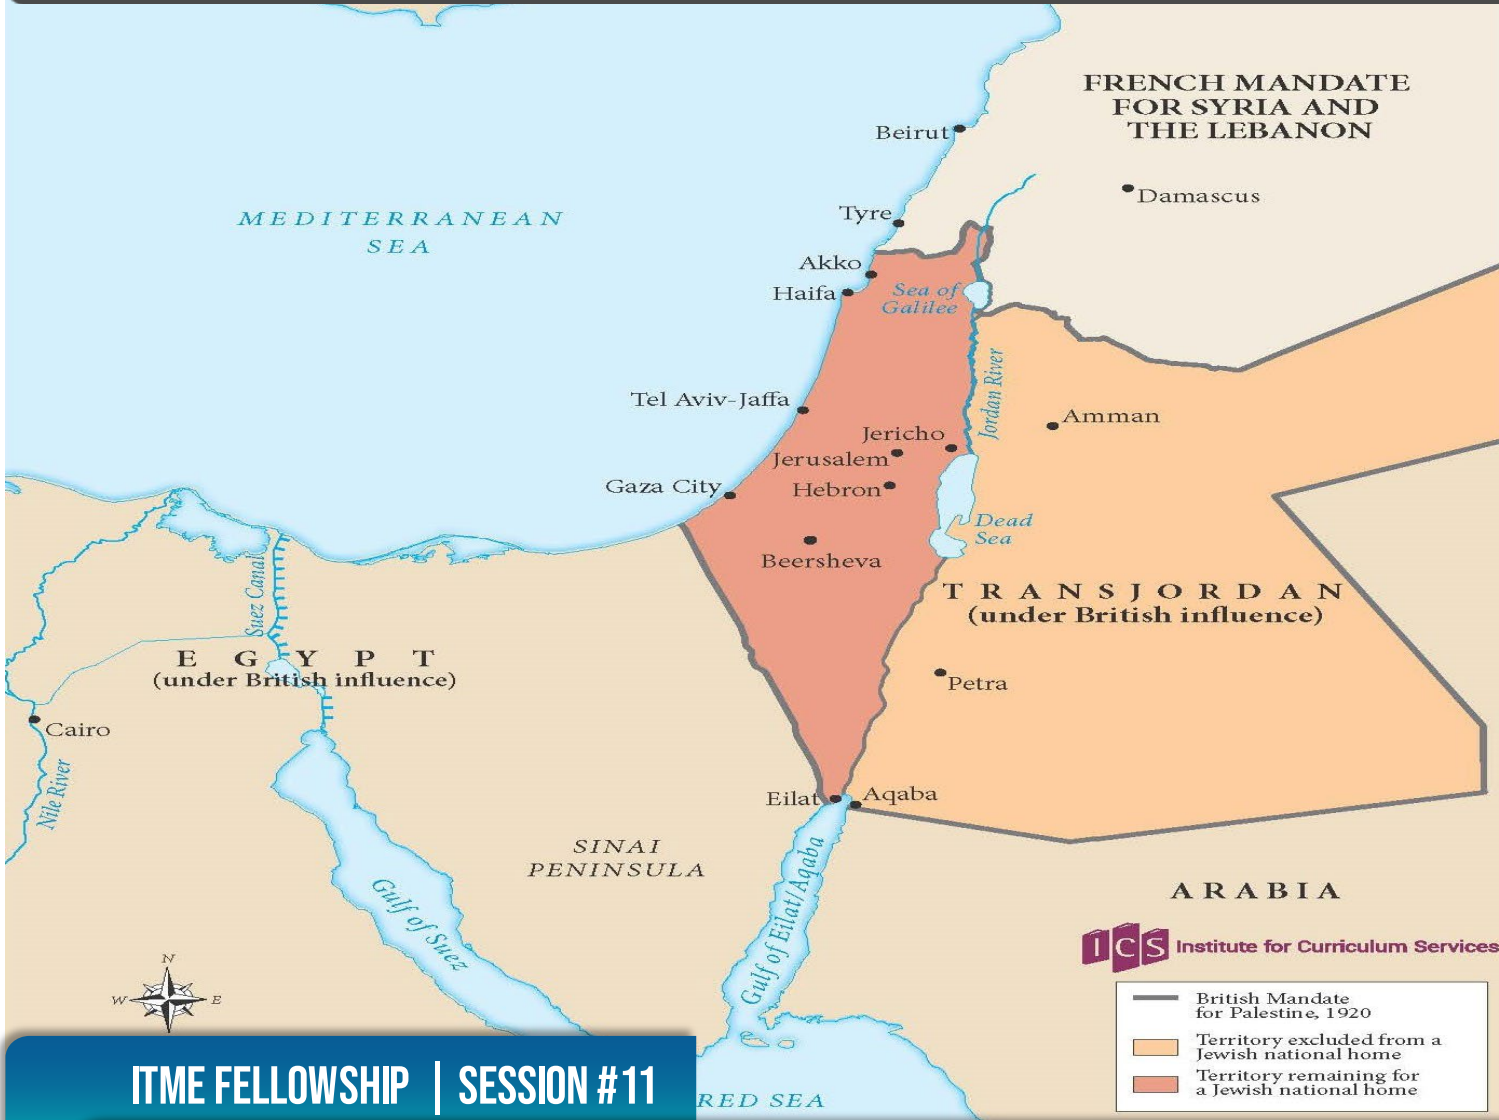 FRENCH MANDATE
FOR SYRIA AND
THE LEBANON
Beirut
Damascus
MEDITERRANEAN
SEA
Tyre
Akko
Haifa
Sea of
Galilee
Jordan River
Tel Aviv-Jaffa
Amman
Jericho
Jerusalem
Gaza City
Hebron
Dead
Sea
Beersheva
TRANSJORDAN
(under British influence)
Suez Canal
EGYPT
(under British influence)
Petra
Cairo
Nile River
Eilat
Aqaba
SINAI
PENINSULA
Gulf of Suez
Gulf of Eilat/Aqaba
ARABIA
ICS Institute for Curriculum Services
N
W
E
British Mandate
for Palestine, 1920
Territory excluded from a
Jewish national home
Territory remaining for
a Jewish national home
ITME FELLOWSHIP | SESSION #11
RED SEA